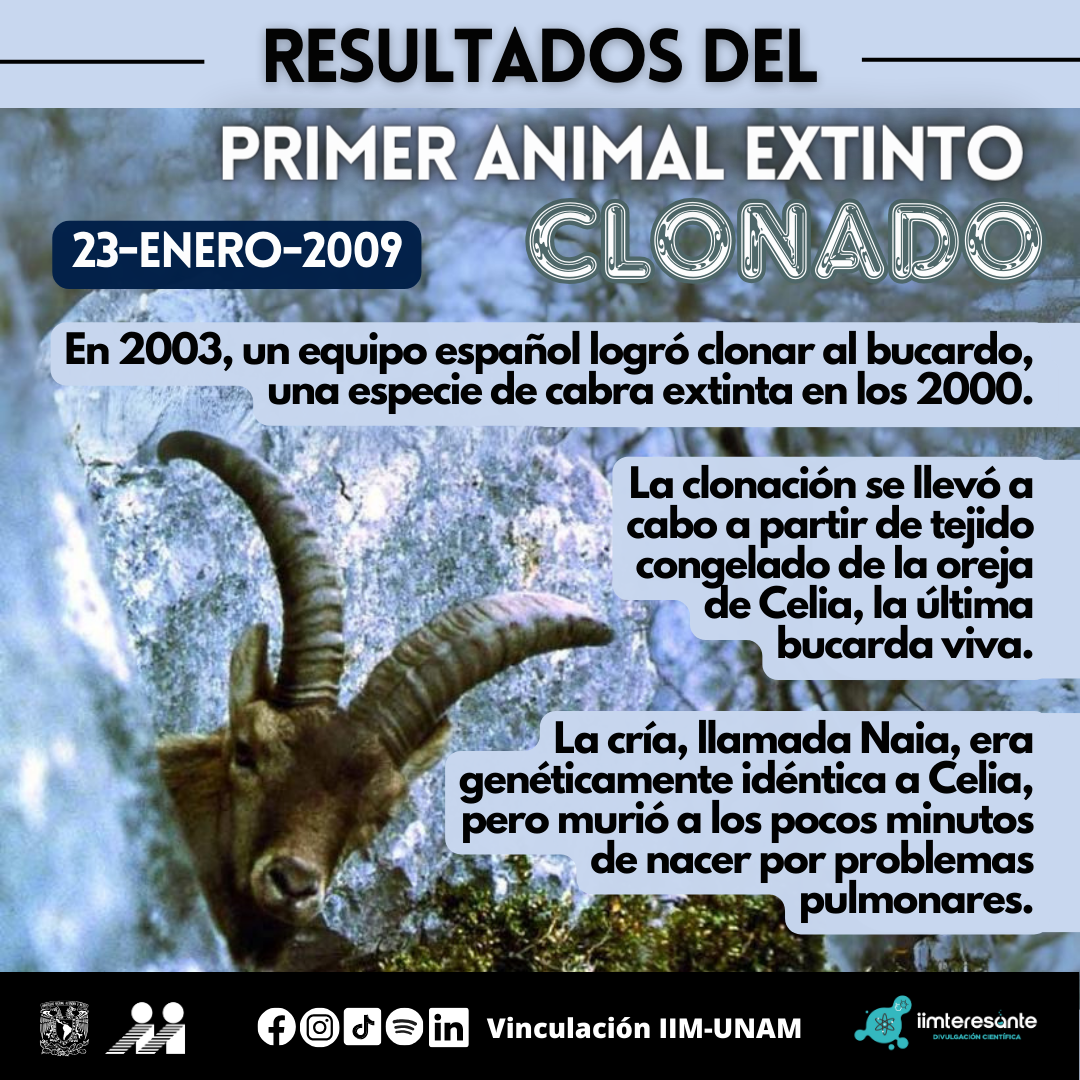 RESULTADOS DEL
PRIMER ANIMAL EXTINTO
CLONADO
23-ENERO-2009
En 2003, un equipo español logró clonar al bucardo,
una especie de cabra extinta en los 2000.
La clonación se llevó a
cabo a partir de tejido
congelado de la oreja
de Celia, la última
bucarda viva.
La cría, llamada Naia, era
genéticamente idéntica a Celia,
pero murió a los pocos minutos
de nacer por problemas
pulmonares.
Vinculación IIM-UNAM
iimteresánte
DIVULGACIÓN CIENTÍFICA